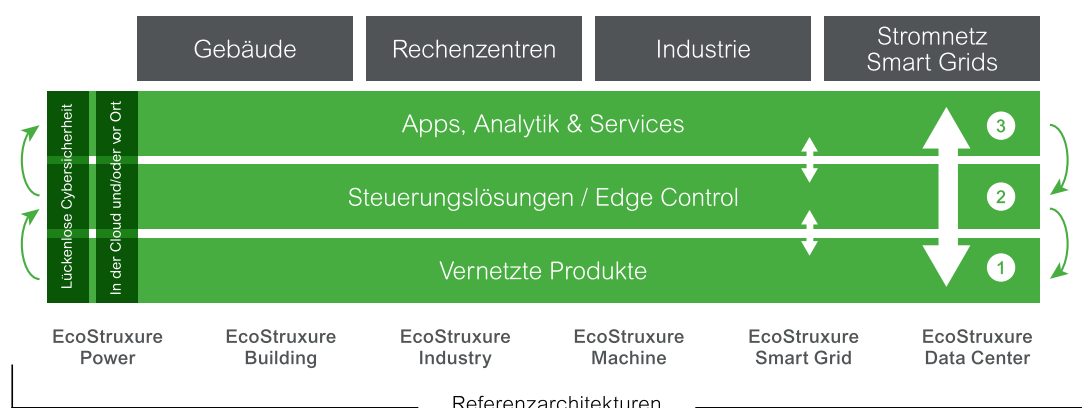 Gebäude
Rechenzentren
Industrie
Stromnetz
Smart Grids
Lückenlose Cybersicherheit
In der Cloud und/oder vor Ort
Apps, Analytik & Services
3
Steuerungslösungen / Edge Control
2
Vernetzte Produkte
1
EcoStruxure
Power
EcoStruxure
Building
EcoStruxure
Industry
EcoStruxure
Machine
EcoStruxure
Smart Grid
EcoStruxure
Data Center
Referenzarchitekturen